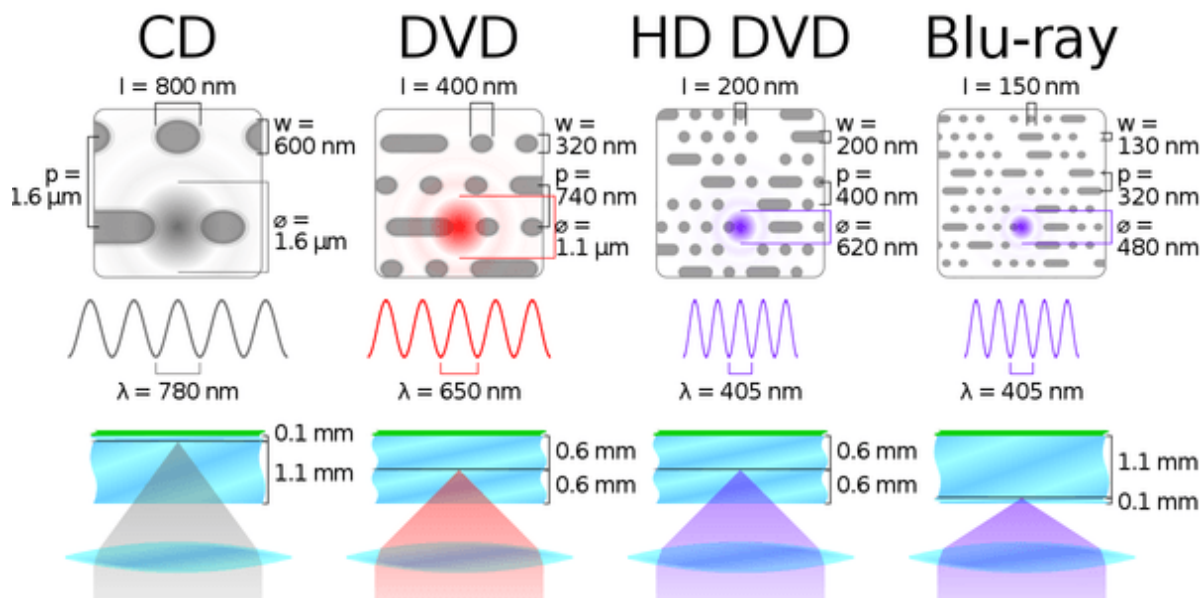 CD
l = 800 nm
w =
600 nm
p =
1.6 µm
⌀ =
1.6 µm
λ = 780 nm
0.1 mm
1.1 mm
DVD
l = 400 nm
w =
320 nm
p =
740 nm
⌀ =
1.1 µm
λ = 650 nm
0.6 mm
0.6 mm
HD DVD
l = 200 nm
w =
200 nm
p =
400 nm
⌀ =
620 nm
λ = 405 nm
0.6 mm
0.6 mm
Blu-ray
l = 150 nm
w =
130 nm
p =
320 nm
⌀ =
480 nm
λ = 405 nm
1.1 mm
0.1 mm